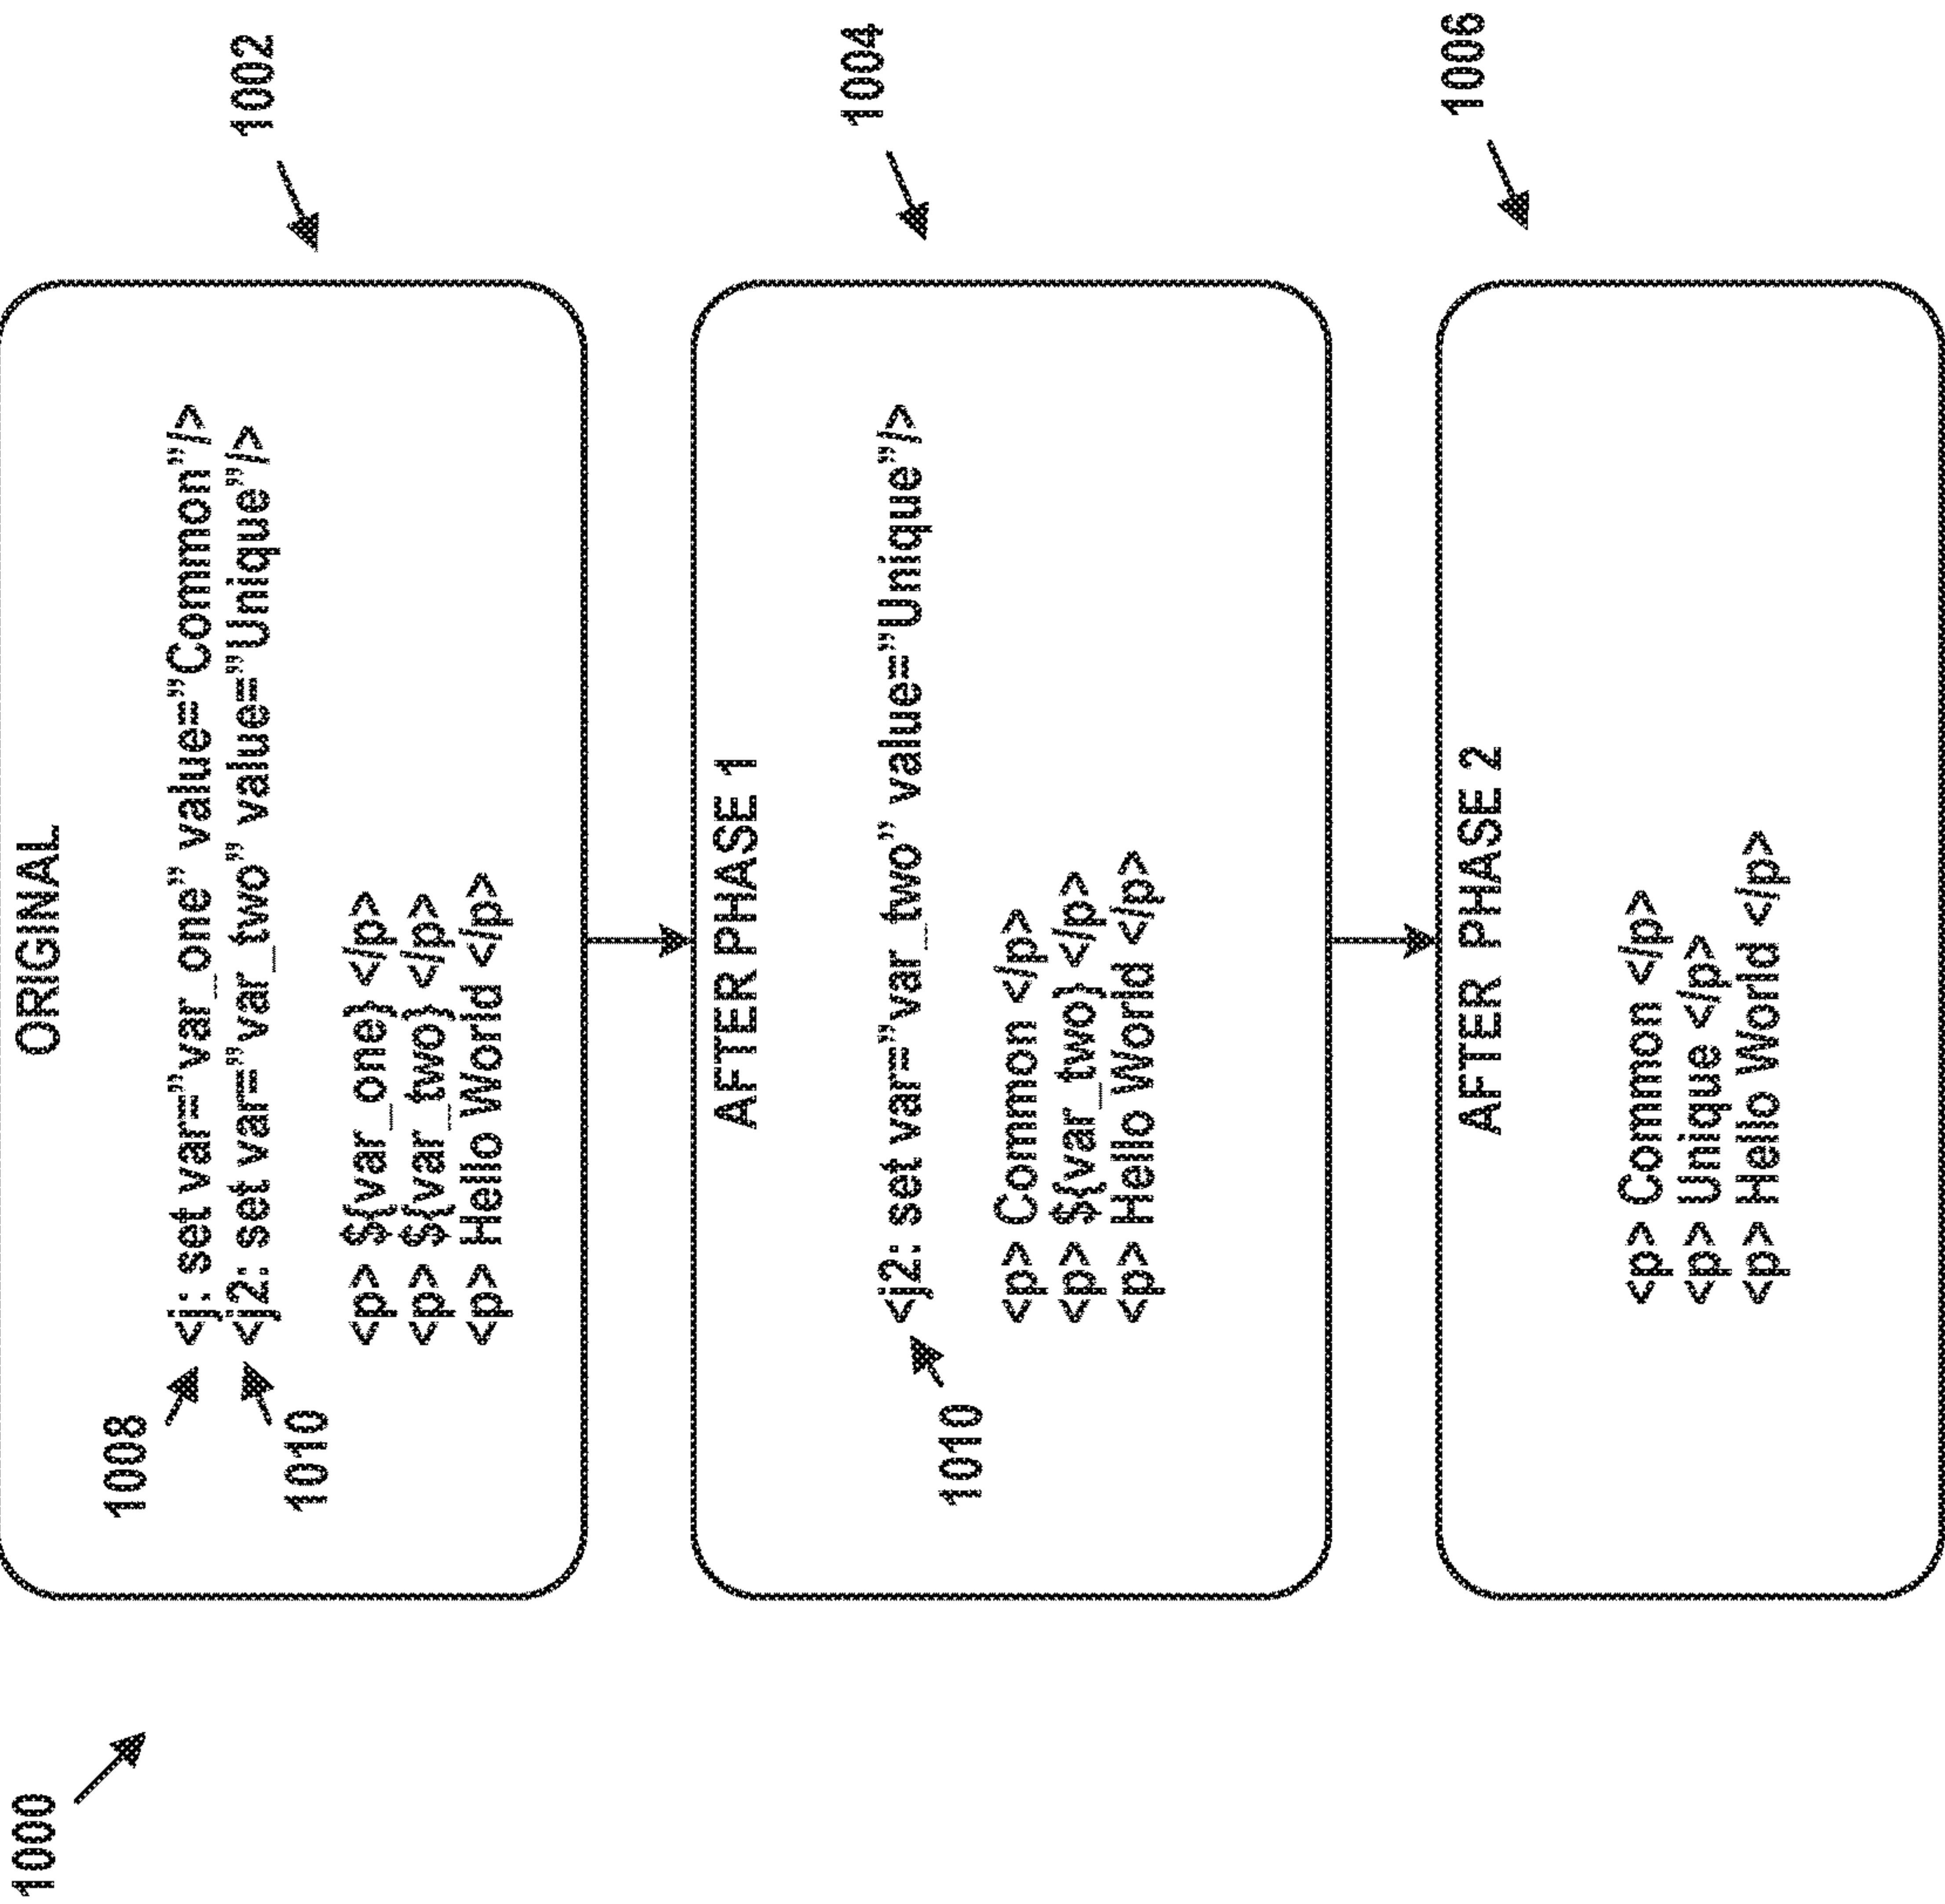 1000
ORIGINAL
1002
1008
<j: set var=”var_one” value=”Common”/>
1010
<j2: set var=”var_two” value=”Unique”/>
<p> ${var_one} </p>
<p> ${var_two} </p>
<p> Hello World </p>
AFTER PHASE 1
1004
1010
<j2: set var=”var_two” value=”Unique”/>
<p> Common </p>
<p> ${var_two} </p>
<p> Hello World </p>
AFTER PHASE 2
1006
<p> Common </p>
<p> Unique </p>
<p> Hello World </p>